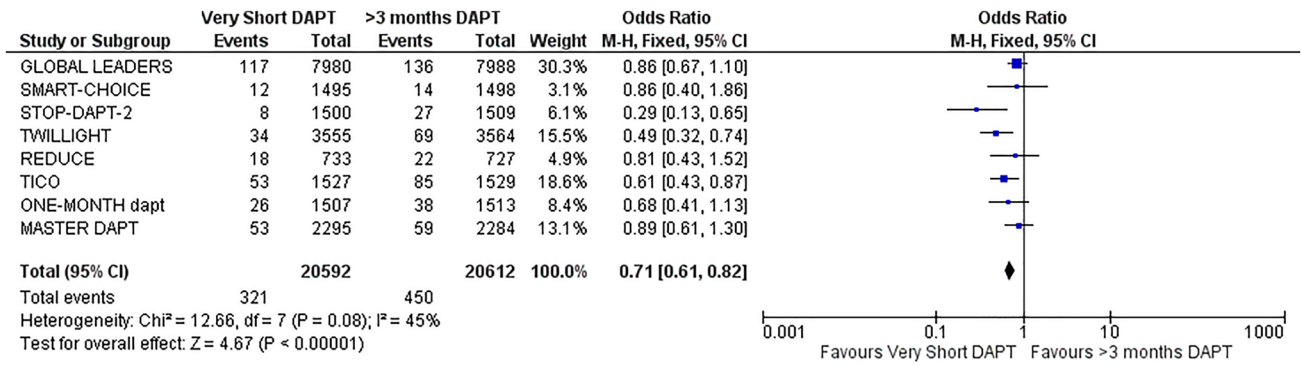 Very Short DAPT >3 months DAPT Odds Ratio Odds Ratio
Study or Subgroup Events Total Events Total Weight M-H, Fixed, 95% CI M-H, Fixed, 95% CI
GLOBAL LEADERS 117 7980 136 7988 30.3% 0.86 [0.67, 1.10]
SMART-CHOICE 12 1495 14 1498 3.1% 0.86 [0.40, 1.86]
STOP-DAPT-2 8 1500 27 1509 6.1% 0.29 [0.13, 0.65]
TWILLIGHT 34 3555 69 3564 15.5% 0.49 [0.32, 0.74]
REDUCE 18 733 22 727 4.9% 0.81 [0.43, 1.52]
TICO 53 1527 85 1529 18.6% 0.61 [0.43, 0.87]
ONE-MONTH dapt 26 1507 38 1513 8.4% 0.68 [0.41, 1.13]
MASTER DAPT 53 2295 59 2284 13.1% 0.89 [0.61, 1.30]
Total (95% CI) 20592 20612 100.0% 0.71 [0.61, 0.82]
Total events 321 450
Heterogeneity: Chi² = 12.66, df = 7 (P = 0.08); I² = 45%
Test for overall effect: Z = 4.67 (P < 0.00001)
0.001 0.1 1 10 1000
Favours Very Short DAPT Favours >3 months DAPT